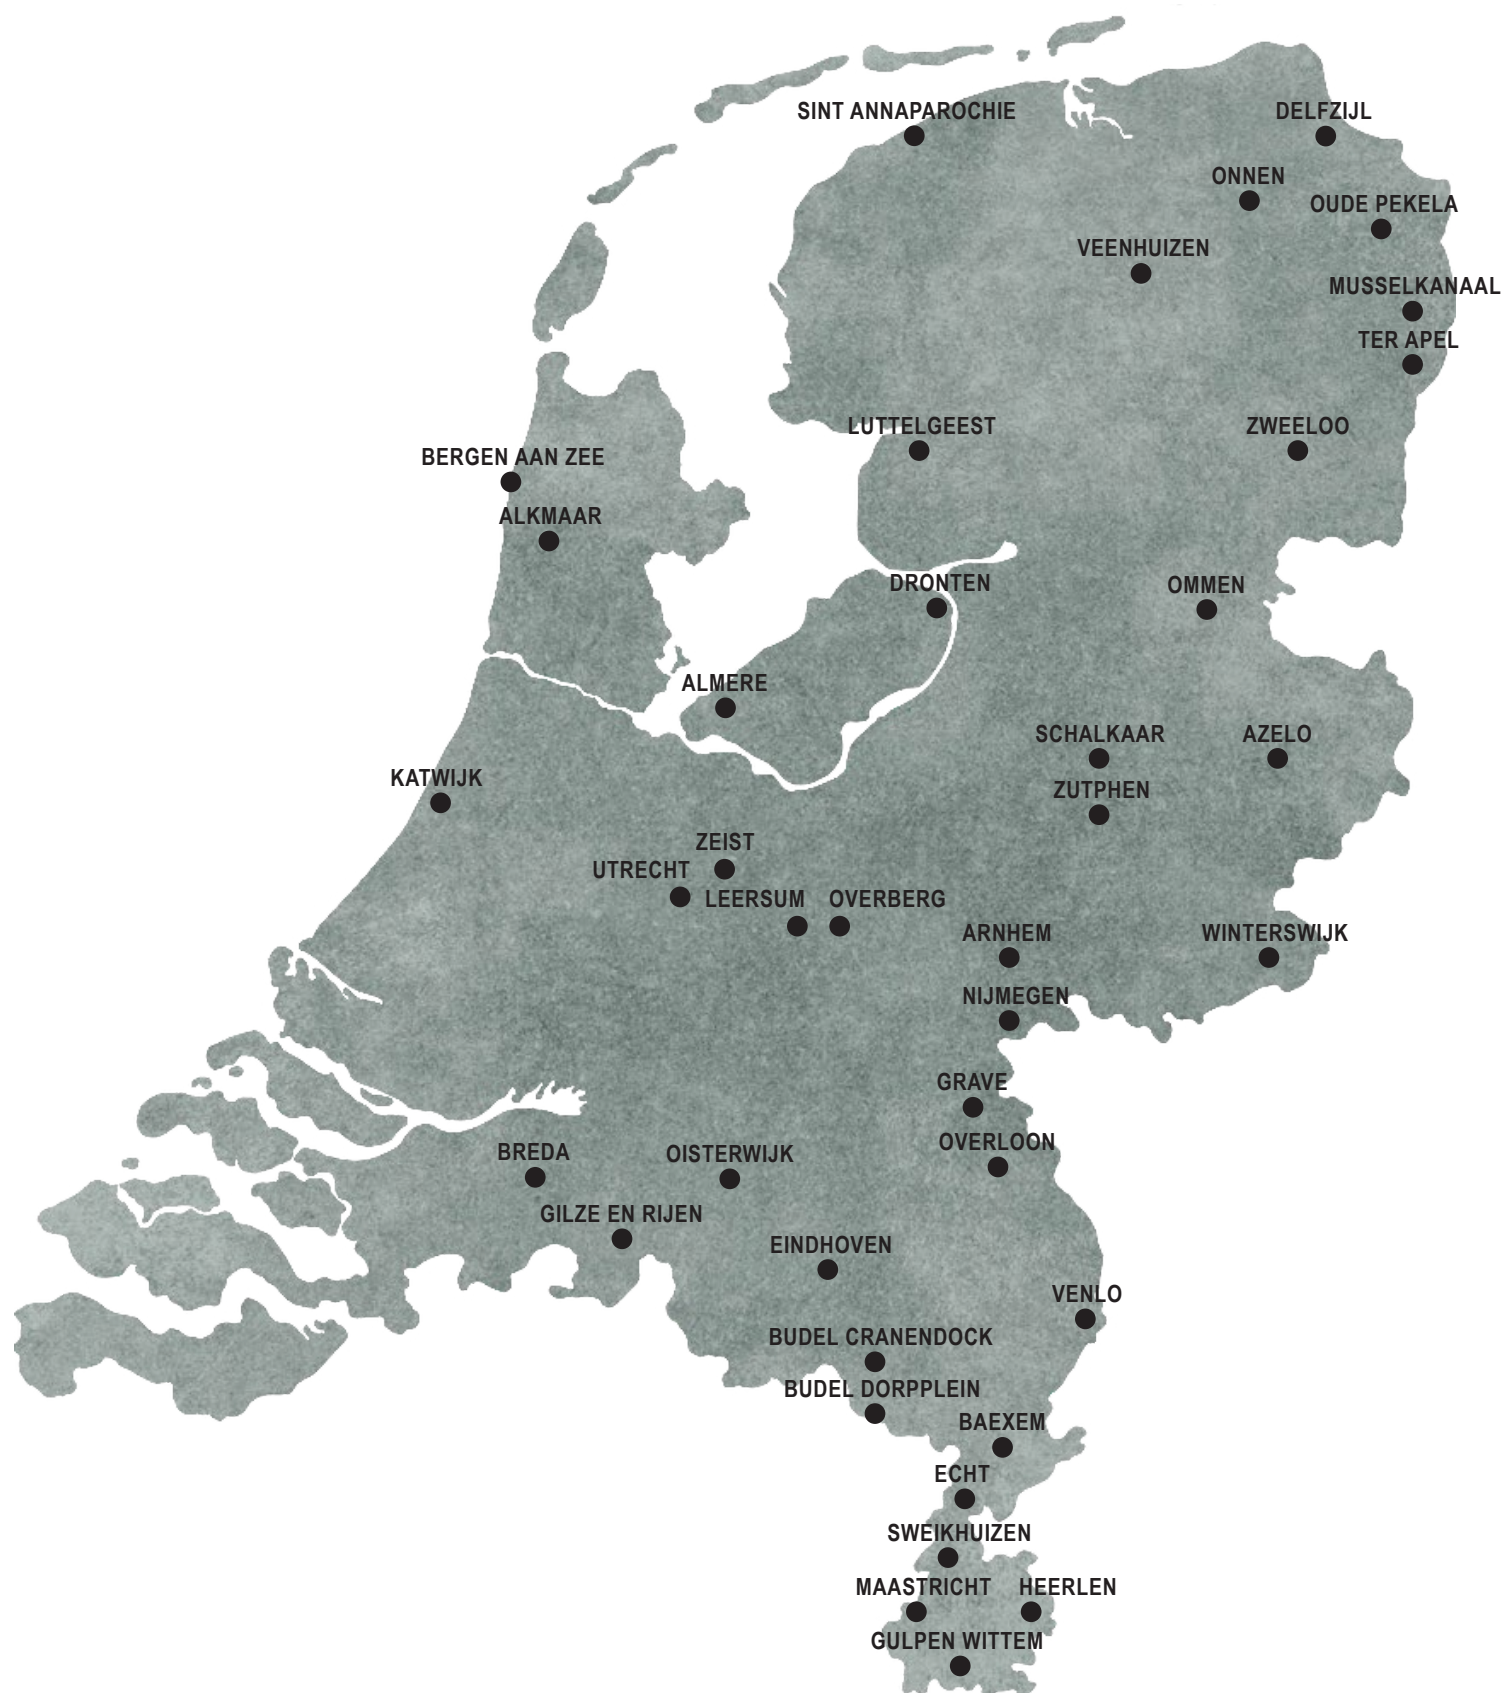 SINT ANNAPAROCHIE
DELFZIJL
ONNEN
OUDE PEKELA
VEENHUIZEN
MUSSELKANAAL
TER APEL
LUTTELGEEST
ZWEELOO
BERGEN AAN ZEE
ALKMAAR
DRONTEN
OMMEN
ALMERE
SCHALKAAR
AZELO
KATWIJK
ZUTPHEN
ZEIST
UTRECHT
LEERSUM
OVERBERG
ARNHEM
WINTERSWIJK
NIJMEGEN
GRAVE
OVERLOON
BREDA
OISTERWIJK
GILZE EN RIJEN
EINDHOVEN
VENLO
BUDEL CRANENDOCK
BUDEL DORPPLEIN
BAEXEM
ECHT
SWEIKHUIZEN
MAASTRICHT
HEERLEN
GULPEN WITTEM